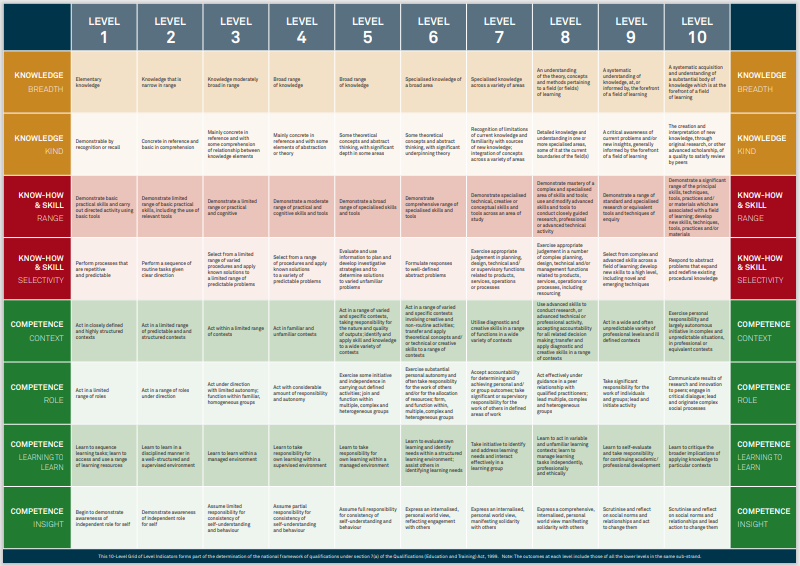 LEVEL 1
LEVEL 2
LEVEL 3
LEVEL 4
LEVEL 5
LEVEL 6
LEVEL 7
LEVEL 8
LEVEL 9
LEVEL 10
KNOWLEDGE
BREADTH
Elementary
knowledge
Knowledge that is
narrow in range
Knowledge moderately
broad in range
Broad range
of knowledge
Broad range
of knowledge
Specialised knowledge of
a broad area
Specialised knowledge
across a variety of areas
An understanding
of the theory, concepts
and methods pertaining
to a field (or fields)
of learning
A systematic
understanding of
knowledge, at, or
informed by, the forefront
of a field of learning
A systematic acquisition
and understanding of
a substantial body of
knowledge which is at the
forefront of a field
of learning
KNOWLEDGE
BREADTH
KNOWLEDGE
KIND
Demonstrable by
recognition or recall
Concrete in reference and
basic in comprehension
Mainly concrete in
reference and with
some comprehension
of relationship between
knowledge elements
Mainly concrete in
reference and with some
elements of abstraction
or theory
Some theoretical
concepts and abstract
thinking, with significant
depth in some areas
Some theoretical
concepts and abstract
thinking, with significant
underpinning theory
Recognition of limitations
of current knowledge and
familiarity with sources
of new knowledge;
integration of concepts
across a variety of areas
Detailed knowledge and
understanding in one or
more specialised areas,
some of it at the current
boundaries of the field(s)
A critical awareness of
current problems and/or
new insights, generally
informed by the forefront
of a field of learning
The creation and
interpretation of new
knowledge, through
original research, or other
advanced scholarship, of
a quality to satisfy review
by peers
KNOWLEDGE
KIND
KNOW-HOW
& SKILL
RANGE
Demonstrate basic
practical skills and carry
out directed activity using
basic tools
Demonstrate limited
range of basic practical
skills, including the use of
relevant tools
Demonstrate a limited
range of practical
and cognitive
Demonstrate a moderate
range of practical and
cognitive skills and tools
Demonstrate a broad
range of specialised skills
and tools
Demonstrate
comprehensive range of
specialised skills and
tools
Demonstrate specialised
technical, creative or
conceptual skills and
tools across an area of
study
Demonstrate mastery of a
complex and specialised
area of skills and tools;
use and modify advanced
skills and tools to
conduct closely guided
research, professional
or advanced technical
activity
Demonstrate a range of
standard and specialised
research or equivalent
tools and techniques of
enquiry
Demonstrate a significant
range of the principal
skills, techniques,
tools, practices and/
or materials which are
associated with a field of
learning; develop
new skills, techniques,
tools, practices and/or
materials
KNOW-HOW
& SKILL
RANGE
KNOW-HOW
& SKILL
SELECTIVITY
Perform processes that
are repetitive
and predictable
Perform a sequence of
routine tasks given
clear direction
Select from a limited
range of varied
procedures and apply
known solutions to
a limited range of
predictable problems
Select from a range
of procedures and apply
known solutions
to a variety of
predictable problems
Evaluate and use
information to plan and
develop investigative
strategies and to
determine solutions
to varied unfamiliar
problems
Formulate responses
to well-defined
abstract problems
Exercise appropriate
judgement in planning,
design, technical and/
or supervisory functions
related to products,
services, operations
or processes
Exercise appropriate
judgement in a number
of complex planning,
design, technical and/or
management functions
related to products,
services, operations or
processes, including
resourcing
Select from complex and
advanced skills across a
field of learning; develop
new skills to a high level,
including novel and
emerging techniques
Respond to abstract
problems that expand
and redefine existing
procedural knowledge
KNOW-HOW
& SKILL
SELECTIVITY
COMPETENCE
CONTEXT
Act in closely defined
and highly structured
contexts
Act in a limited range
of predictable and and
structured contexts
Act within a limited range
of contexts
Act in familiar and
unfamiliar contexts
Act in a range of varied
and specific contexts,
taking responsibility for
the nature and quality
of outputs; identify and
apply skill and knowledge
to a wide variety of
contexts
Act in a range of varied
and specific contexts
involving creative and
non-routine activities;
transfer and apply
theoretical concepts and/
or technical or creative
skills to a range of
contexts
Utilise diagnostic and
creative skills in a range
of functions in a wide
variety of contexts
Use advanced skills to
conduct research, or
advanced technical or
professional activity,
accepting accountability
for all related decision
making; transfer and
apply diagnostic and
creative skills in a range
of contexts
Act in a wide and often
unpredictable variety of
professional levels and ill
defined contexts
Exercise personal
responsibility and
largely autonomous
initiative in complex and
unpredictable situations,
in professional or
equivalent contexts
COMPETENCE
CONTEXT
COMPETENCE
ROLE
Act in a limited
range of roles
Act in a range of roles
under direction
Act under direction
with limited autonomy;
function within familiar,
homogeneous groups
Act with considerable
amount of responsibility
and autonomy
Exercise some initiative
and independence in
carrying out defined
activities; join and
function within
multiple, complex and
heterogeneous groups
Exercise substantial
personal autonomy and
often take responsibility
for the work of others
and/or for the allocation
of resources; form,
and function within,
multiple, complex and
heterogeneous groups
Accept accountability
for determining and
achieving personal and/
or group outcomes; take
significant or supervisory
responsibility for the
work of others in defined
areas of work
Act effectively under
guidance in a peer
relationship with
qualified practitioners;
lead multiple, complex
and heterogeneous
groups
Take significant
responsibility for the
work of individuals
and groups; lead and
initiate activity
Communicate results of
research and innovation
to peers; engage in
critical dialogue; lead
and originate complex
social processes
COMPETENCE
ROLE
COMPETENCE
LEARNING TO
LEARN
Learn to sequence
learning tasks; learn to
access and use a range
of learning resources
Learn to learn in a
disciplined manner in
a well-structured and
supervised environment
Learn to learn within a
managed environment
Learn to take
responsibility for own
learning within a
supervised environment
Learn to take
responsibility for own
learning within a
managed environment
Learn to evaluate own
learning and identify
needs within a structured
learning environment;
assist others in
identifying learning needs
Take initiative to identify
and address learning
needs and interact
effectively in a
learning group
Learn to act in variable
and unfamiliar learning
contexts; learn to
manage learning
tasks independently,
professionally
and ethically
Learn to self-evaluate
and take responsibility
for continuing academic/
professional development
Learn to critique the
broader implications of
applying knowledge to
particular contexts
COMPETENCE
LEARNING TO
LEARN
COMPETENCE
INSIGHT
Begin to demonstrate
awareness of
independent role for self
Demonstrate awareness
of independent role
for self
Assume limited
responsibility for
consistency of
self-understanding
and behaviour
Assume partial
responsibility for
consistency of
self-understanding
and behaviour
Assume full responsibility
for consistency of
self-understanding and
behaviour
Express an internalised,
personal world view,
reflecting engagement
with others
Express an internalised,
personal world view,
manifesting solidarity
with others
Express a comprehensive,
internalised, personal
world view manifesting
solidarity with others
Scrutinise and reflect
on social norms and
relationships and act
to change them
Scrutinise and reflect
on social norms and
relationships and lead
action to change them
COMPETENCE
INSIGHT
This 10-Level Grid of Level Indicators forms part of the determination of the national framework of qualifications under section 7(a) of the Qualifications (Education and Training) Act, 1999. Note: The outcomes at each level include those of all the lower levels in the same sub-strand.